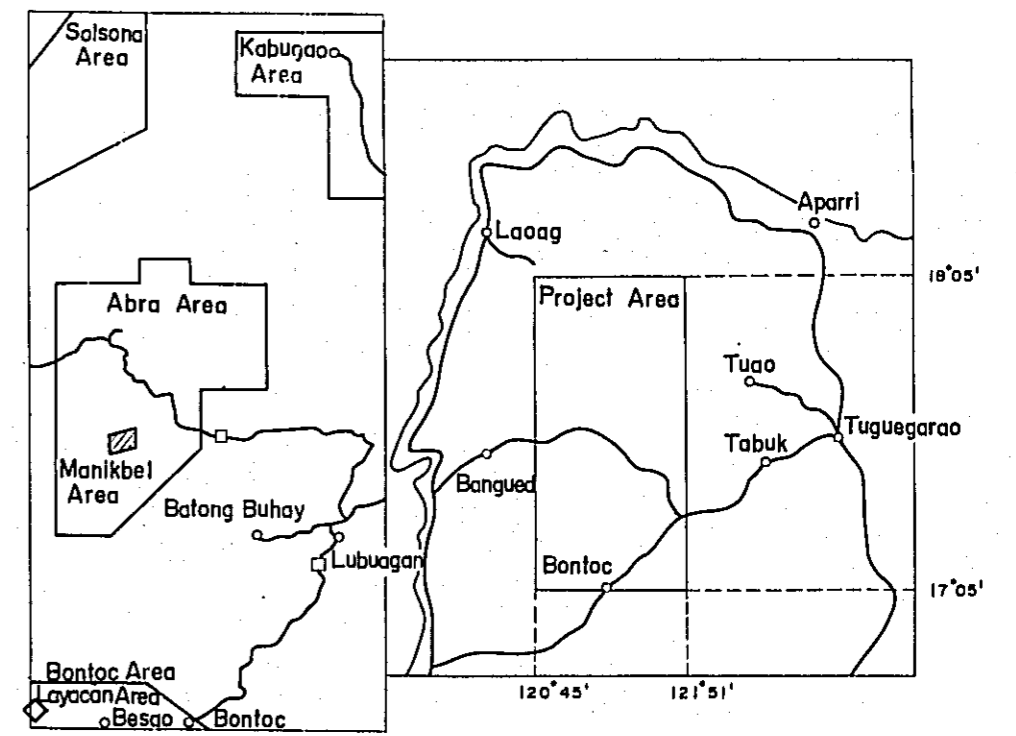 Solsona
Area
Kabugao
Area
Abra Area
Manikbel
Area
Batong Buhay
Lubuagan
Bontoc Area
Layacan Area
Besao
Bontoc
Aparri
Laoag
18°05'
Project Area
Tuao
Tuguegarao
Tabuk
Bangued
Bontoc
17°05'
120°45'
121°51'